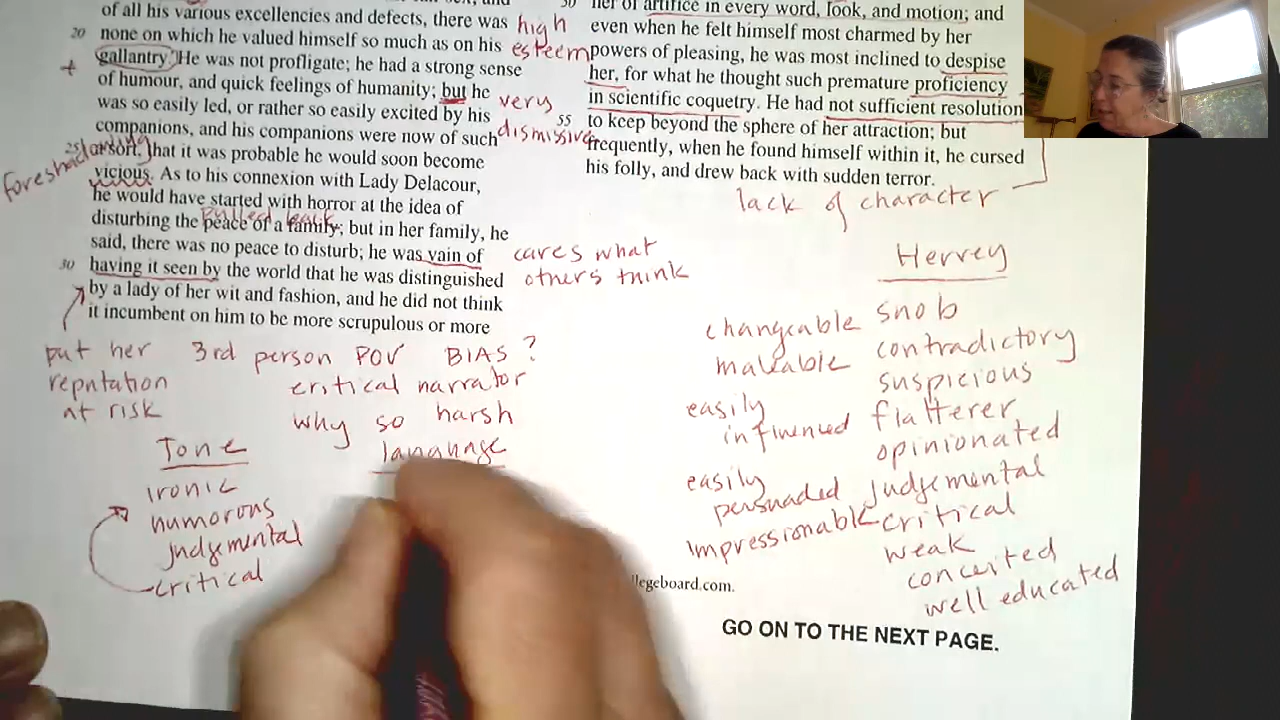 of all his various excellencies and defects, there was high
20 none on which he valued himself so much as on his esteem
gallantry. He was not profligate; he had a strong sense
+
of humour, and quick feelings of humanity; but he
was so easily led, or rather so easily excited by his very
companions, and his companions were now of such dismissive
25 a sort, that it was probable he would soon become
foreshadowing
vicious. As to his connexion with Lady Delacour,
he would have started with horror at the idea of
pulled back
disturbing the peace of a family; but in her family, he
said, there was no peace to disturb; he was vain of cares what
30 having it seen by the world that he was distinguished others think
by a lady of her wit and fashion, and he did not think
it incumbent on him to be more scrupulous or more
put her
reputation
at risk
3rd person POV BIAS?
critical narrator
why so harsh
language
Tone
ironic
humorous
judgemental
critical
50 her of artifice in every word, look, and motion; and
even when he felt himself most charmed by her
powers of pleasing, he was most inclined to despise
her, for what he thought such premature proficiency
in scientific coquetry. He had not sufficient resolution
55 to keep beyond the sphere of her attraction; but
frequently, when he found himself within it, he cursed
his folly, and drew back with sudden terror.
lack of character
Hervey
changeable snob
maleable contradictory
suspicious
easily
influenced flatterer
opinionated
easily
persuaded judgemental
impressionable critical
weak
conceited
well educated
llegeboard.com.
GO ON TO THE NEXT PAGE.